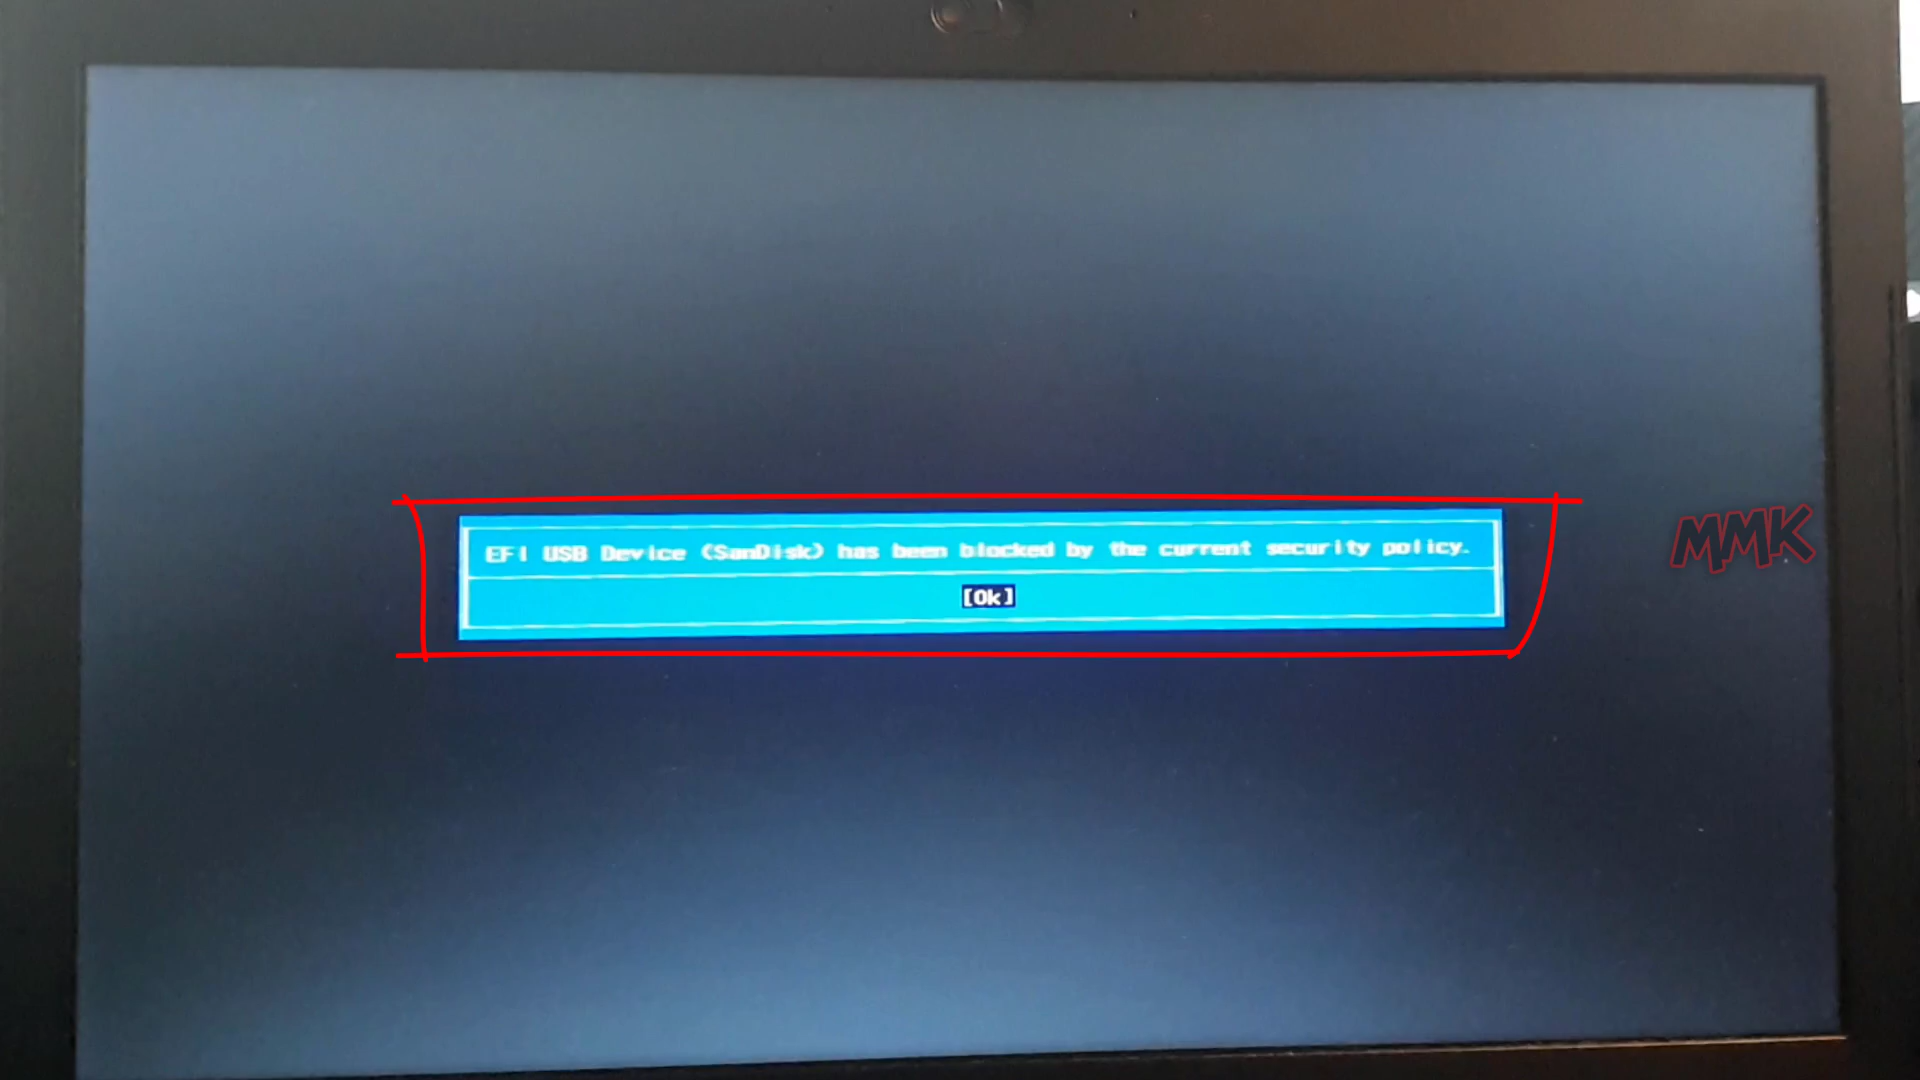 EFI USB Device (SanDisk) has been blocked by the current security policy.
[Ok]
MMK